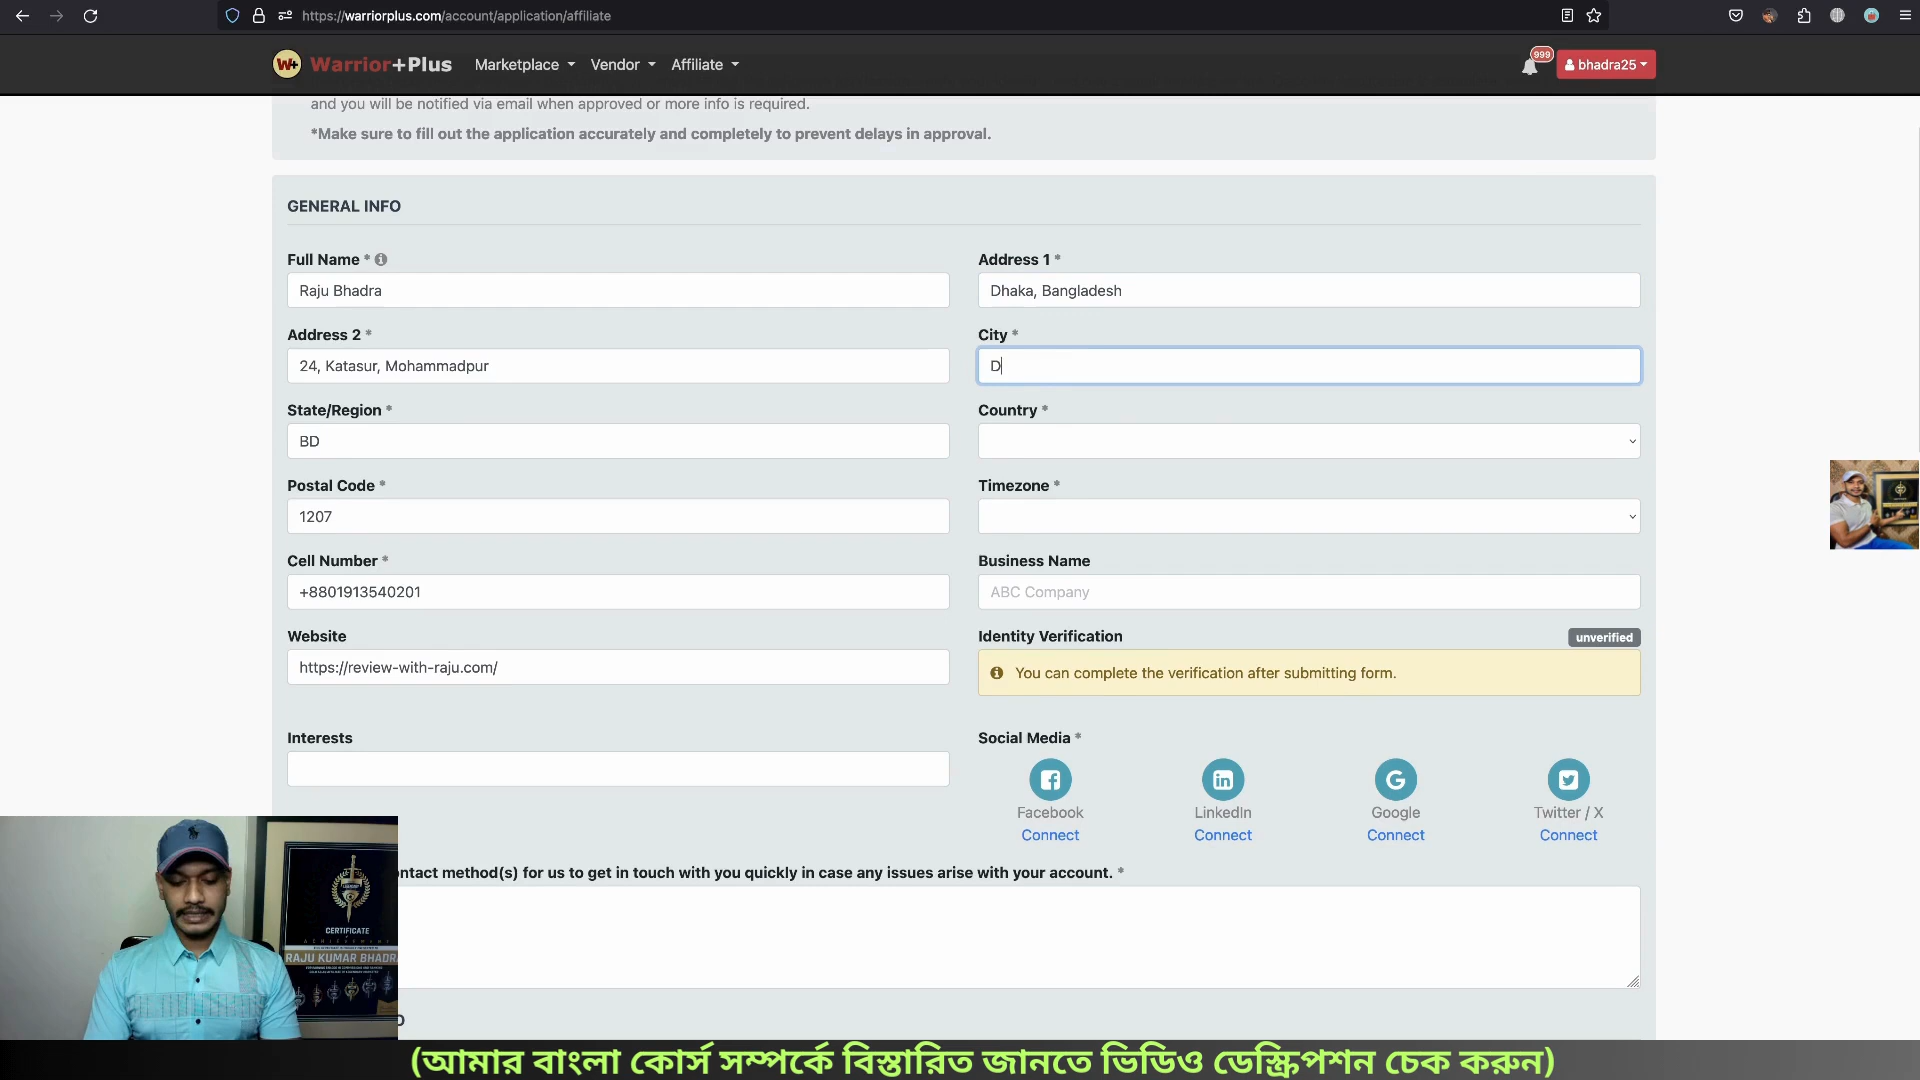 https://warriorplus.com/account/application/affiliate
W+ Warrior+Plus Marketplace Vendor Affiliate 999 bhadra25
and you will be notified via email when approved or more info is required.
*Make sure to fill out the application accurately and completely to prevent delays in approval.
GENERAL INFO
Full Name *
Raju Bhadra
Address 1 *
Dhaka, Bangladesh
Address 2 *
24, Katasur, Mohammadpur
City *
D
State/Region *
BD
Country *
Postal Code *
1207
Timezone *
Cell Number *
+8801913540201
Business Name
ABC Company
Website
https://review-with-raju.com/
Identity Verification unverified
You can complete the verification after submitting form.
Interests
Social Media *
Facebook LinkedIn Google Twitter / X
Connect Connect Connect Connect
ontact method(s) for us to get in touch with you quickly in case any issues arise with your account. *
CERTIFICATE
RAJU KUMAR BHADRA
(আমার বাংলা কোর্স সম্পর্কে বিস্তারিত জানতে ভিডিও ডেস্ক্রিপশন চেক করুন)